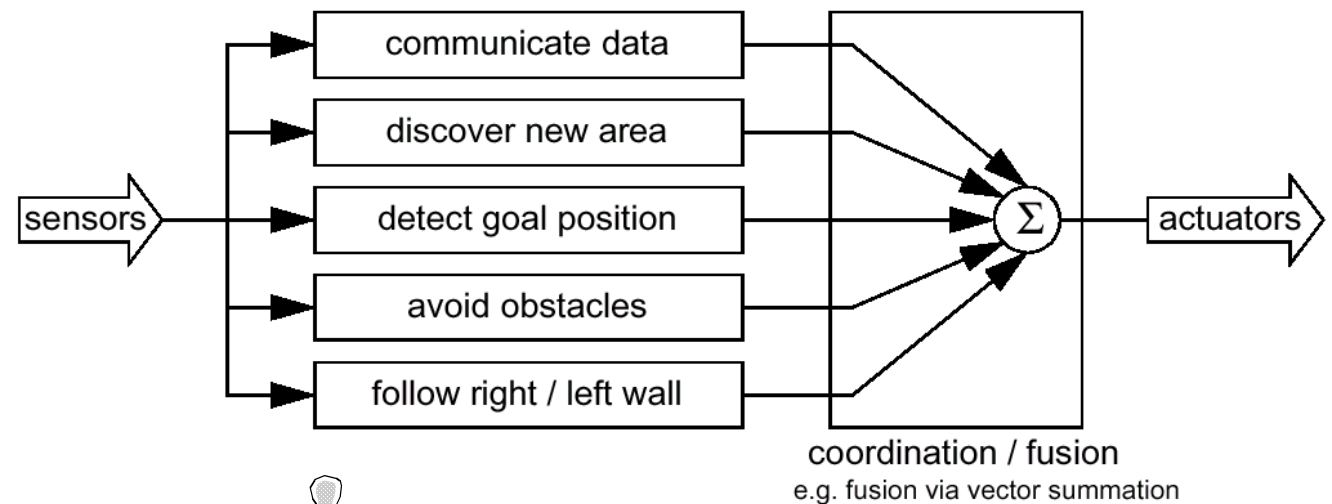 communicate data
discover new area
sensors
detect goal position
Σ
actuators
avoid obstacles
follow right / left wall
coordination / fusion
e.g. fusion via vector summation